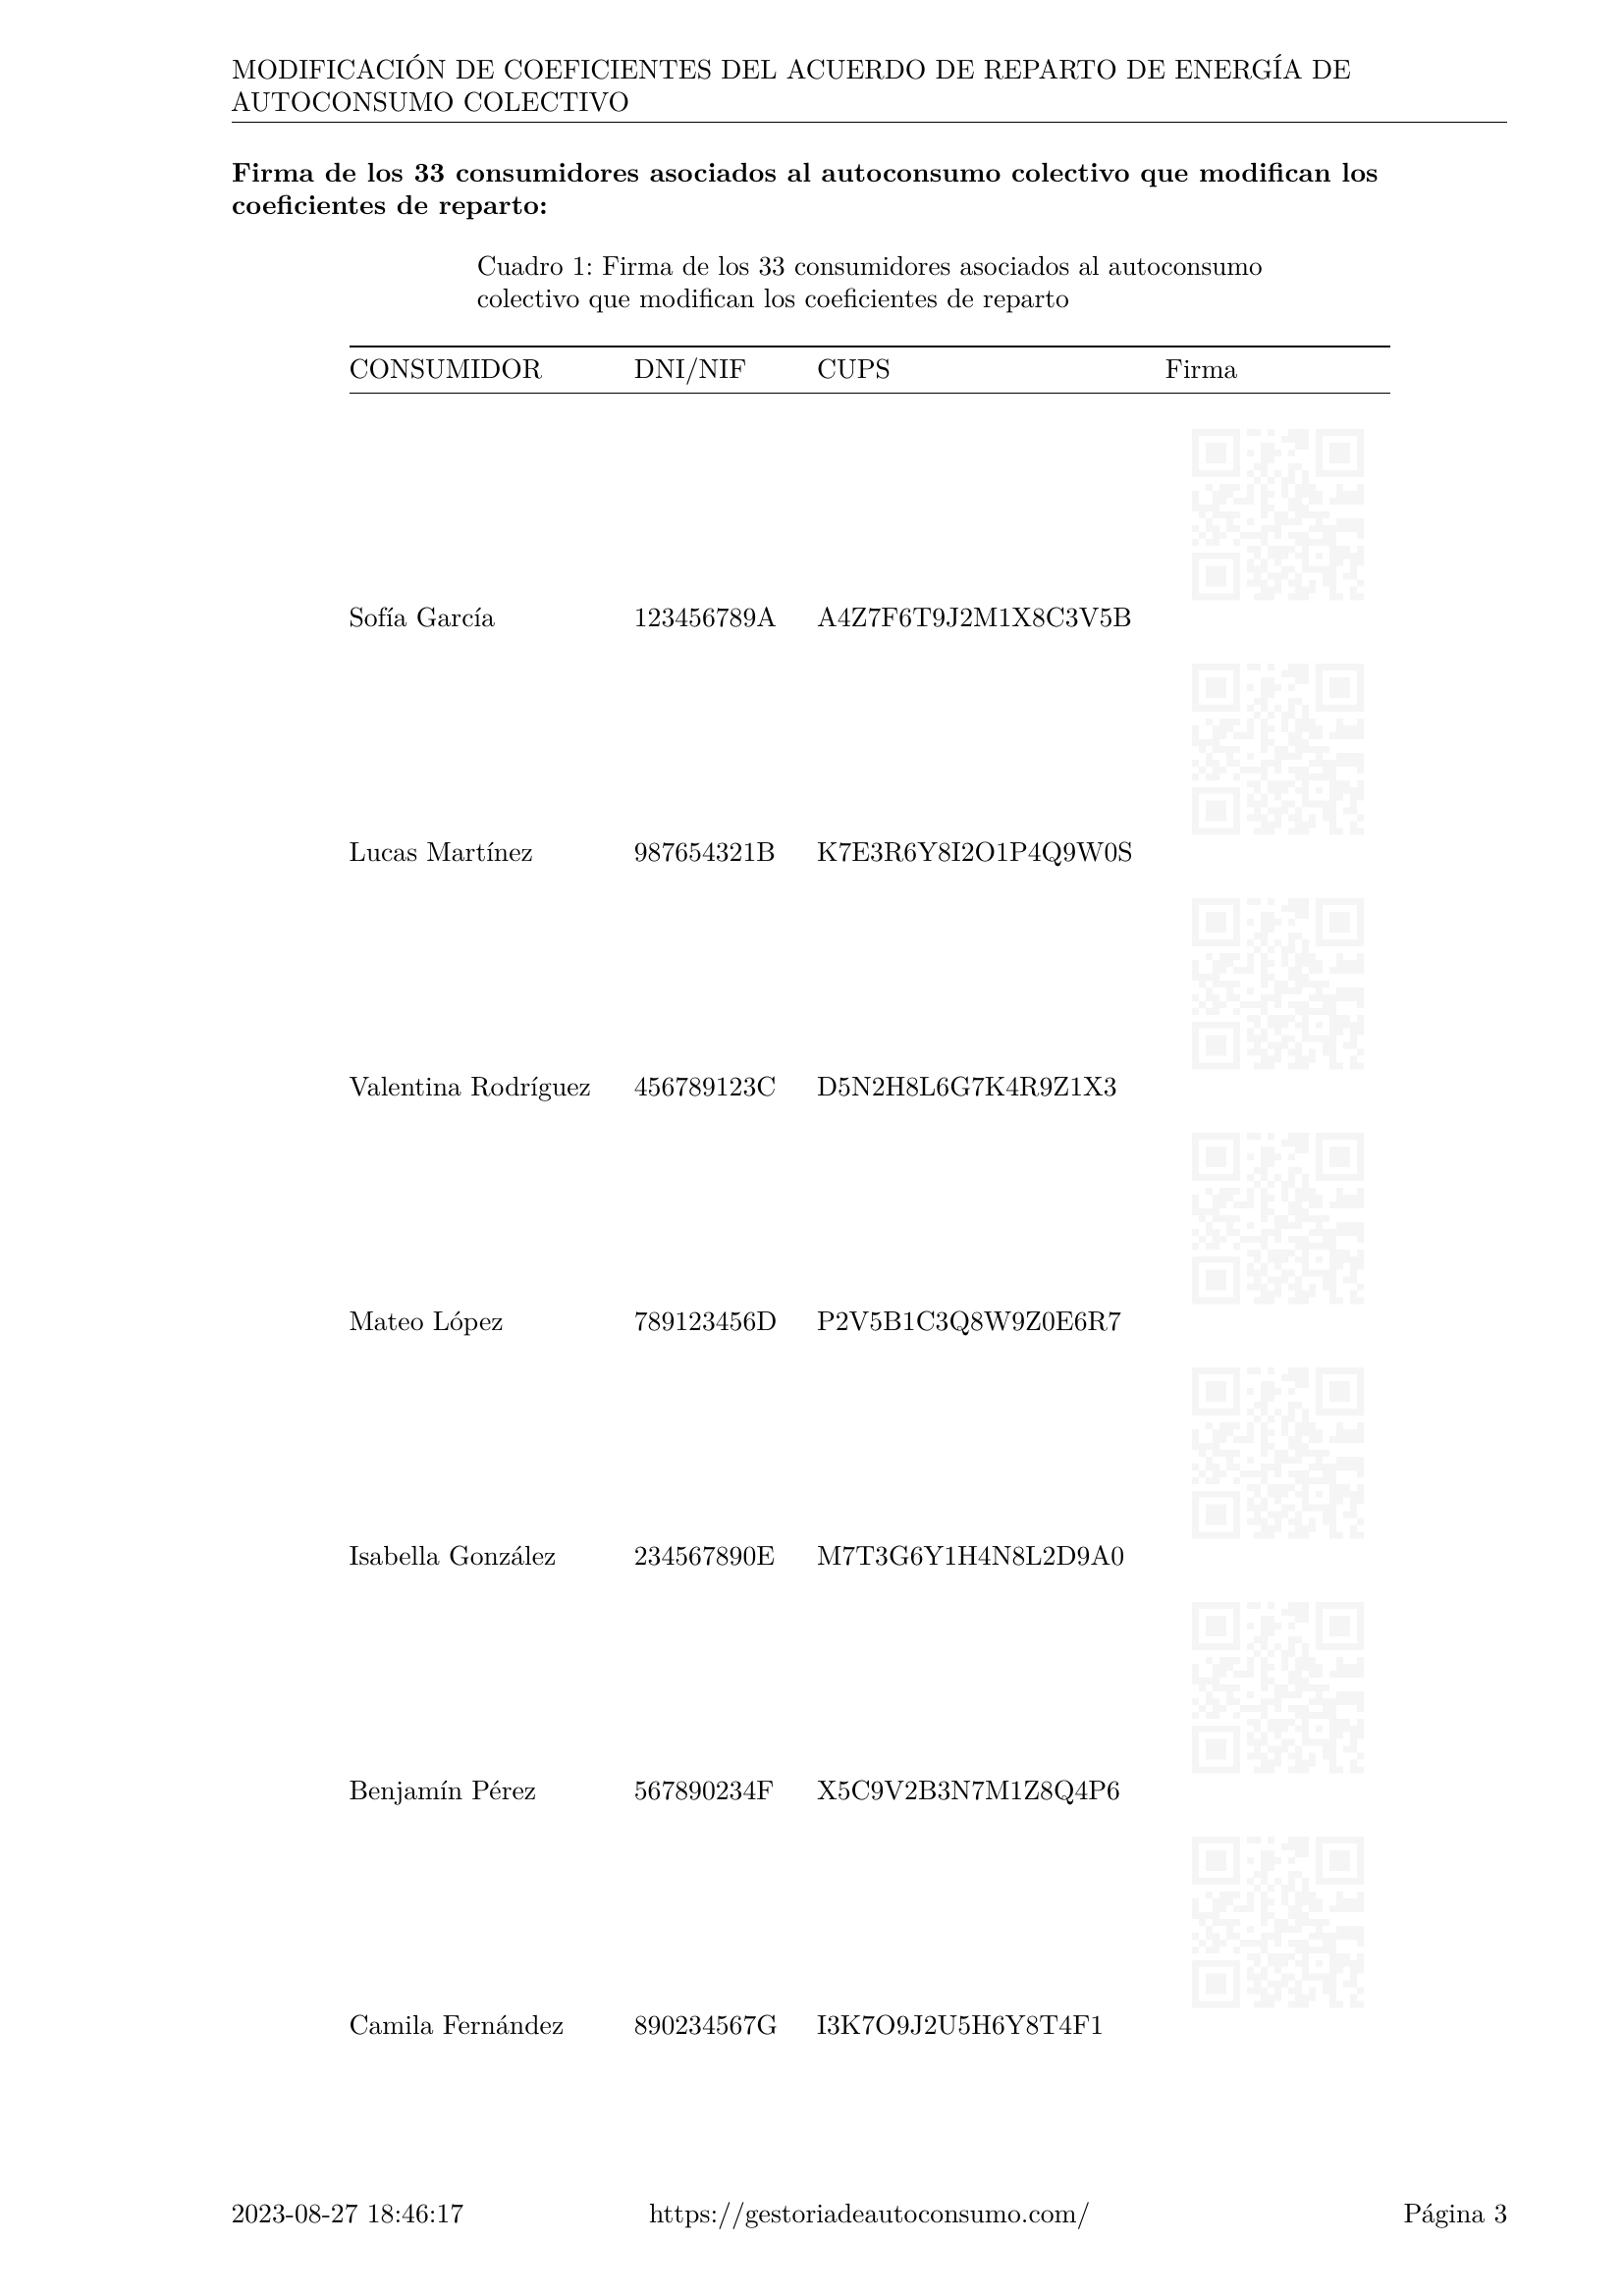 MODIFICACIÓN DE COEFICIENTES DEL ACUERDO DE REPARTO DE ENERGÍA DE
AUTOCONSUMO COLECTIVO
Firma de los 33 consumidores asociados al autoconsumo colectivo que modifican los
coeficientes de reparto:
Cuadro 1: Firma de los 33 consumidores asociados al autoconsumo
colectivo que modifican los coeficientes de reparto
CONSUMIDOR DNI/NIF CUPS Firma
Sofía García 123456789A A4Z7F6T9J2M1X8C3V5B
Lucas Martínez 987654321B K7E3R6Y8I2O1P4Q9W0S
Valentina Rodríguez 456789123C D5N2H8L6G7K4R9Z1X3
Mateo López 789123456D P2V5B1C3Q8W9Z0E6R7
Isabella González 234567890E M7T3G6Y1H4N8L2D9A0
Benjamín Pérez 567890234F X5C9V2B3N7M1Z8Q4P6
Camila Fernández 890234567G I3K7O9J2U5H6Y8T4F1
2023-08-27 18:46:17 https://gestoriadeautoconsumo.com/ Página 3